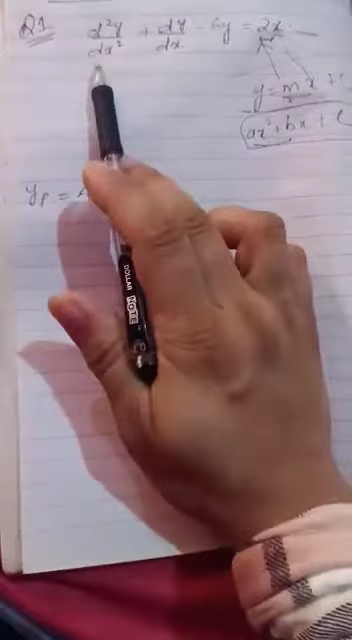 Q1 d²y/dx² + dy/dx - 6y = 2x
y = mx +
ax² + bx + c
yp = A
DOLLAR NOTE